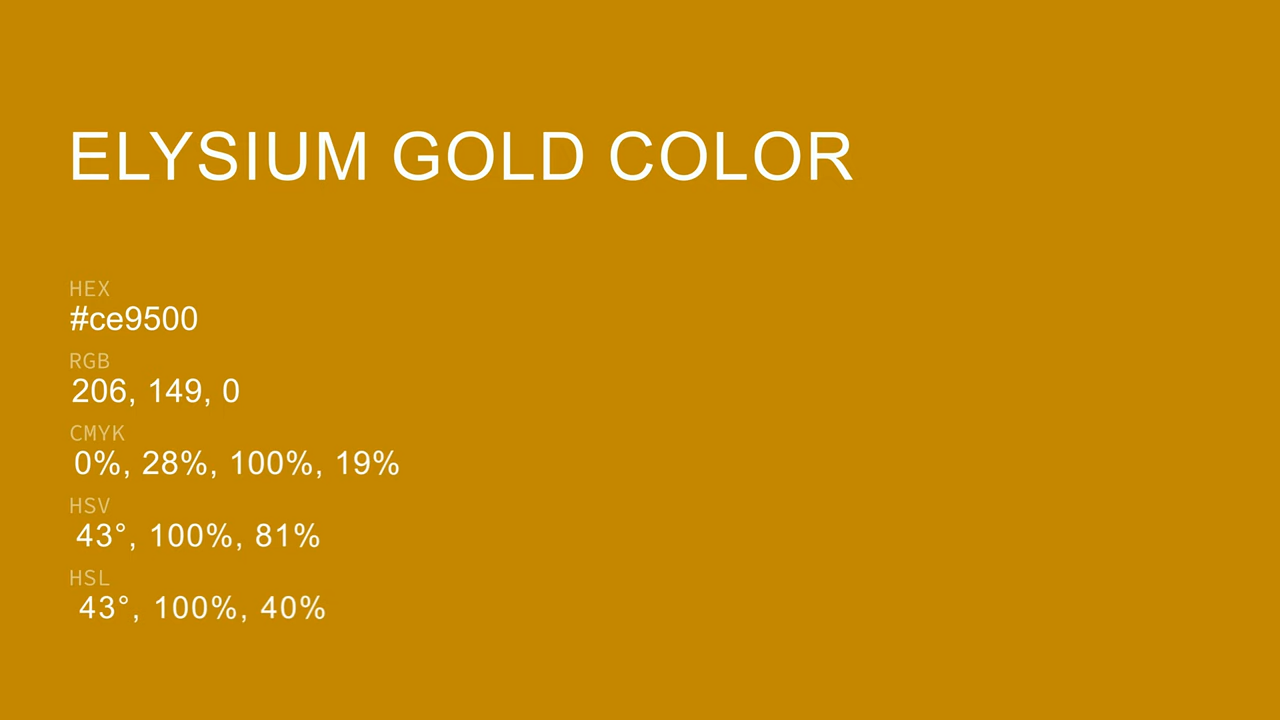 ELYSIUM GOLD COLOR
HEX
#ce9500
RGB
206, 149, 0
CMYK
0%, 28%, 100%, 19%
HSV
43°, 100%, 81%
HSL
43°, 100%, 40%